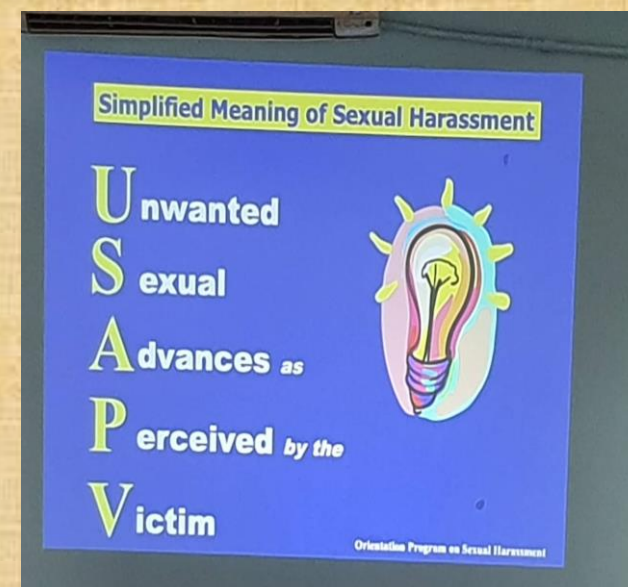 Simplified Meaning of Sexual Harassment
Unwanted
Sexual
Advances as
Perceived by the
Victim
Orientation Program on Sexual Harassment